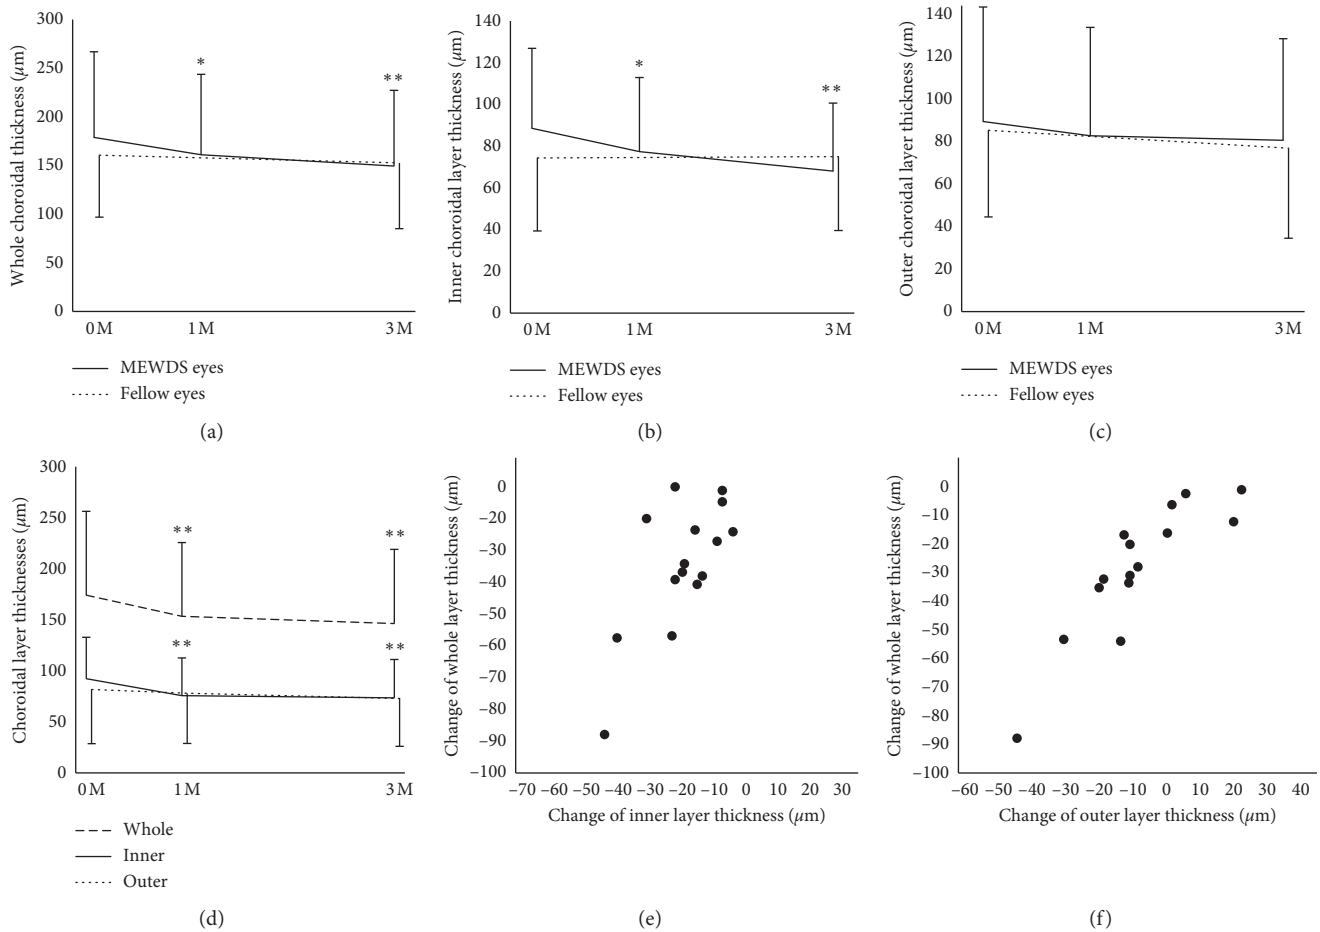 Whole choroidal thickness (μm)
300
250
200
150
100
50
0
*
**
0 M
1 M
3 M
MEWDS eyes
Fellow eyes
(a)
Inner choroidal layer thickness (μm)
140
120
100
80
60
40
20
0
*
**
0 M
1 M
3 M
MEWDS eyes
Fellow eyes
(b)
Outer choroidal layer thickness (μm)
140
120
100
80
60
40
20
0
0 M
1 M
3 M
MEWDS eyes
Fellow eyes
(c)
Choroidal layer thicknesses (μm)
300
250
200
150
100
50
0
**
**
**
**
0 M
1 M
3 M
Whole
Inner
Outer
(d)
Change of whole layer thickness (μm)
0
–10
–20
–30
–40
–50
–60
–70
–80
–90
–100
–70 –60 –50 –40 –30 –20 –10 0 10 20 30
Change of inner layer thickness (μm)
(e)
Change of whole layer thickness (μm)
0
–10
–20
–30
–40
–50
–60
–70
–80
–90
–100
–60 –50 –40 –30 –20 –10 0 10 20 30 40
Change of outer layer thickness (μm)
(f)